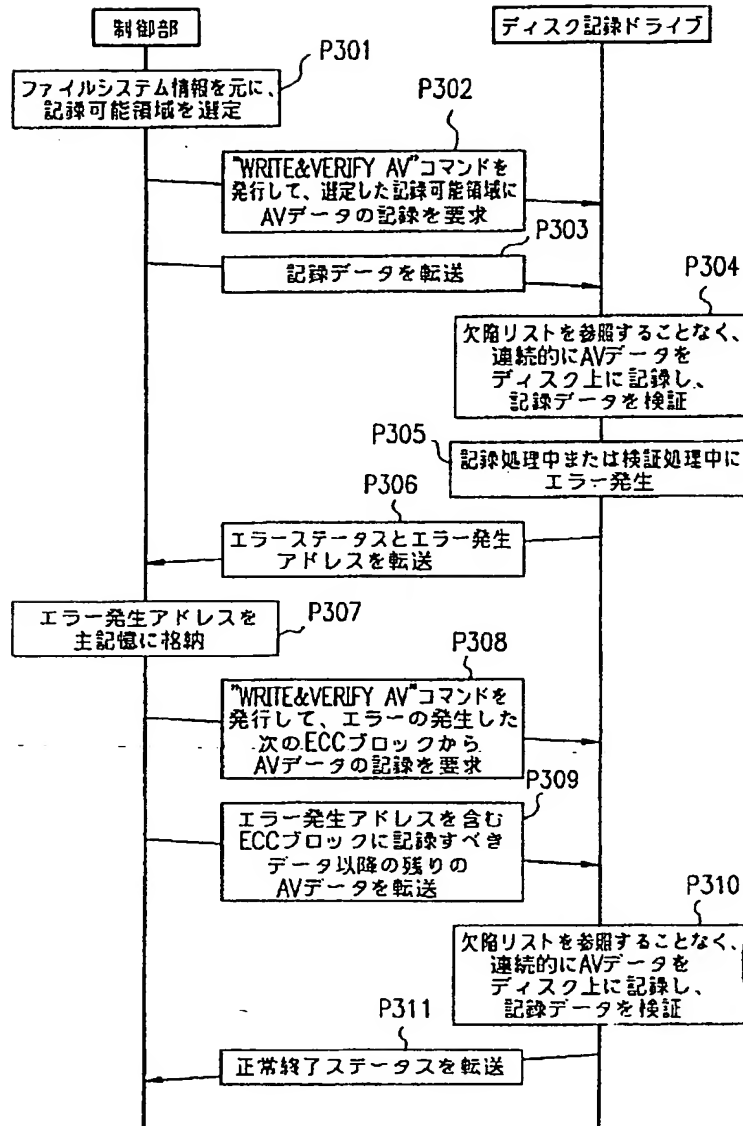 制御部
ディスク記録ドライブ
P301
ファイルシステム情報を元に、
記録可能領域を選定
P302
"WRITE&VERIFY AV"コマンドを
発行して、選定した記録可能領域に
AVデータの記録を要求
P303
記録データを転送
P304
欠陥リストを参照することなく、
連続的にAVデータを
ディスク上に記録し、
記録データを検証
P305
記録処理中または検証処理中に
エラー発生
P306
エラーステータスとエラー発生
アドレスを転送
P307
エラー発生アドレスを
主記憶に格納
P308
"WRITE&VERIFY AV"コマンドを
発行して、エラーの発生した
次のECCブロックから
AVデータの記録を要求
P309
エラー発生アドレスを含む
ECCブロックに記録すべき
データ以降の残りの
AVデータを転送
P310
欠陥リストを参照することなく、
連続的にAVデータを
ディスク上に記録し、
記録データを検証
P311
正常終了ステータスを転送